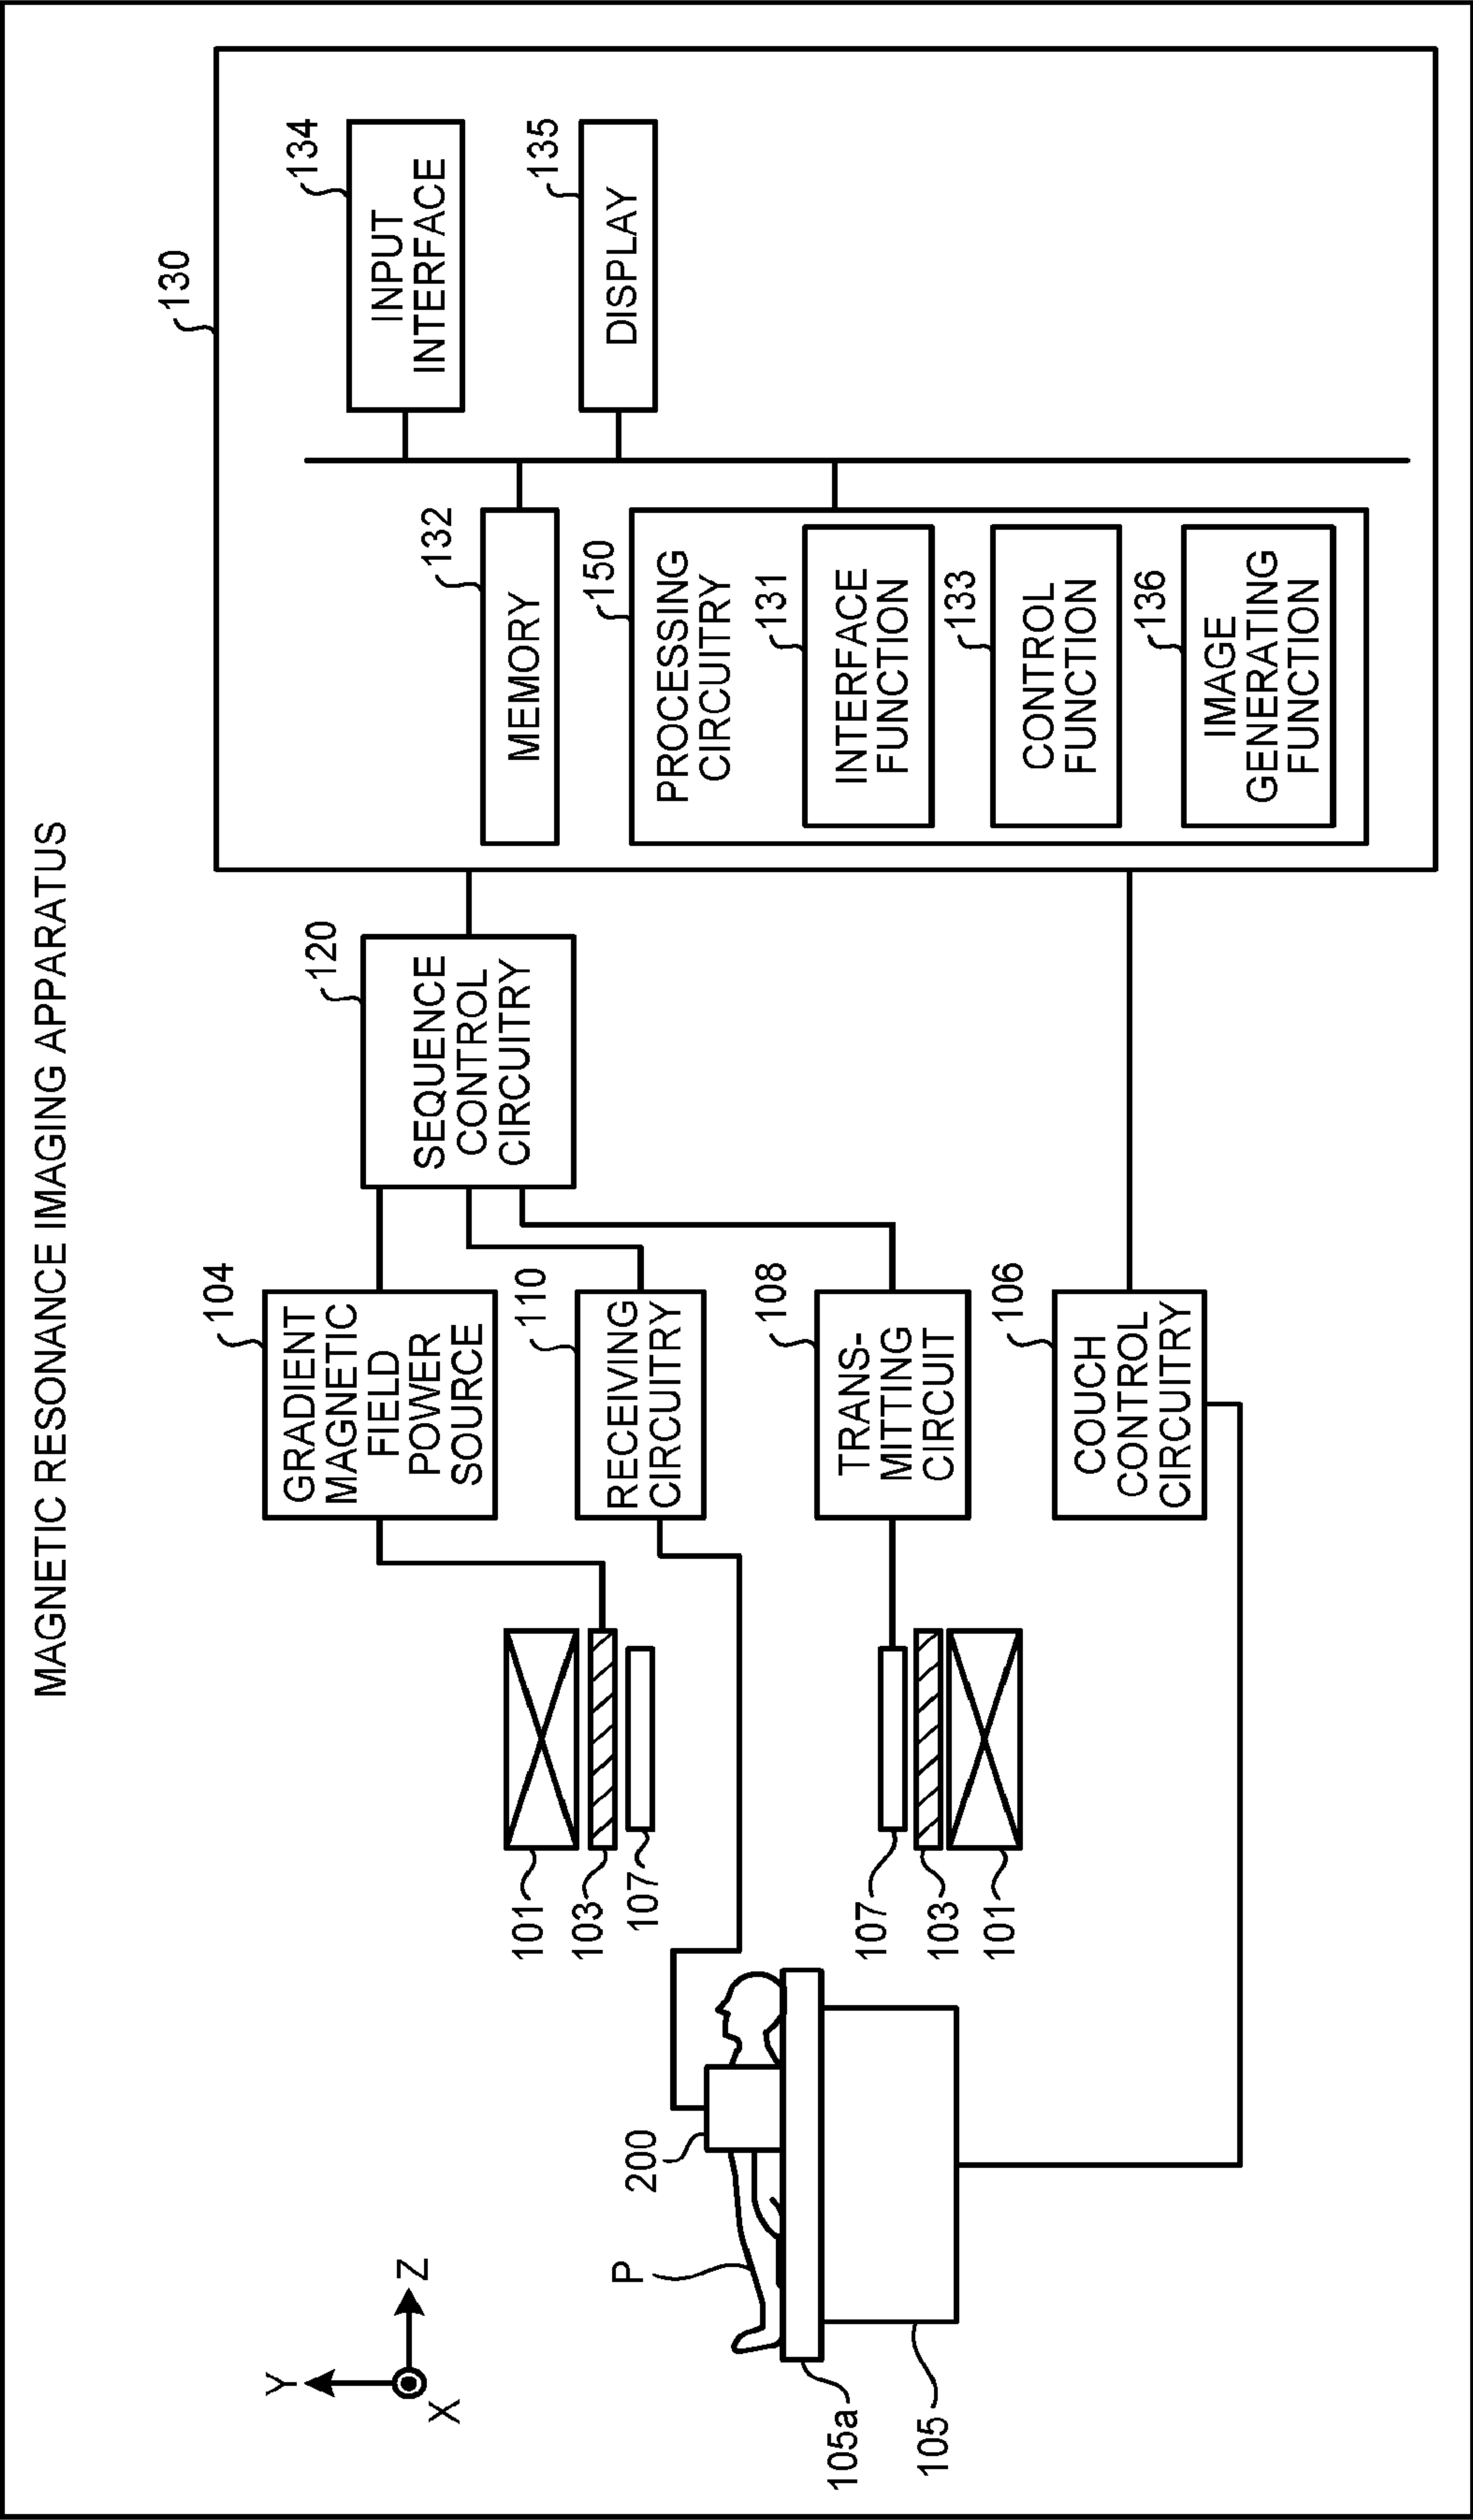 MAGNETIC RESONANCE IMAGING APPARATUS
130
134
INPUT
INTERFACE
135
DISPLAY
132
MEMORY
150
PROCESSING
CIRCUITRY
131
INTERFACE
FUNCTION
133
CONTROL
FUNCTION
136
IMAGE
GENERATING
FUNCTION
120
SEQUENCE
CONTROL
CIRCUITRY
104
GRADIENT
MAGNETIC
FIELD
POWER
SOURCE
110
RECEIVING
CIRCUITRY
108
TRANS-
MITTING
CIRCUIT
106
COUCH
CONTROL
CIRCUITRY
101
103
107
107
103
101
200
P
105a
105
Y
Z
X